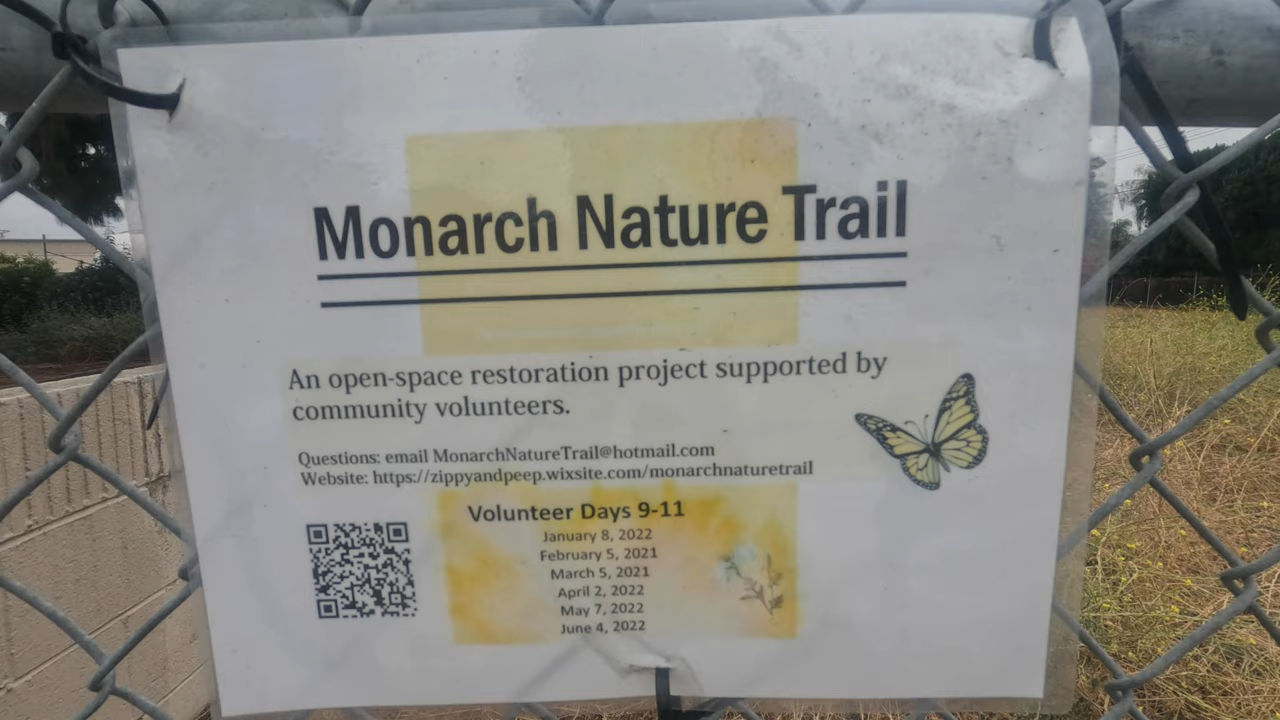 Monarch Nature Trail
An open-space restoration project supported by
community volunteers.
Questions: email MonarchNatureTrail@hotmail.com
Website: https://zippyandpeep.wixsite.com/monarchnaturetrail
Volunteer Days 9-11
January 8, 2022
February 5, 2021
March 5, 2021
April 2, 2022
May 7, 2022
June 4, 2022